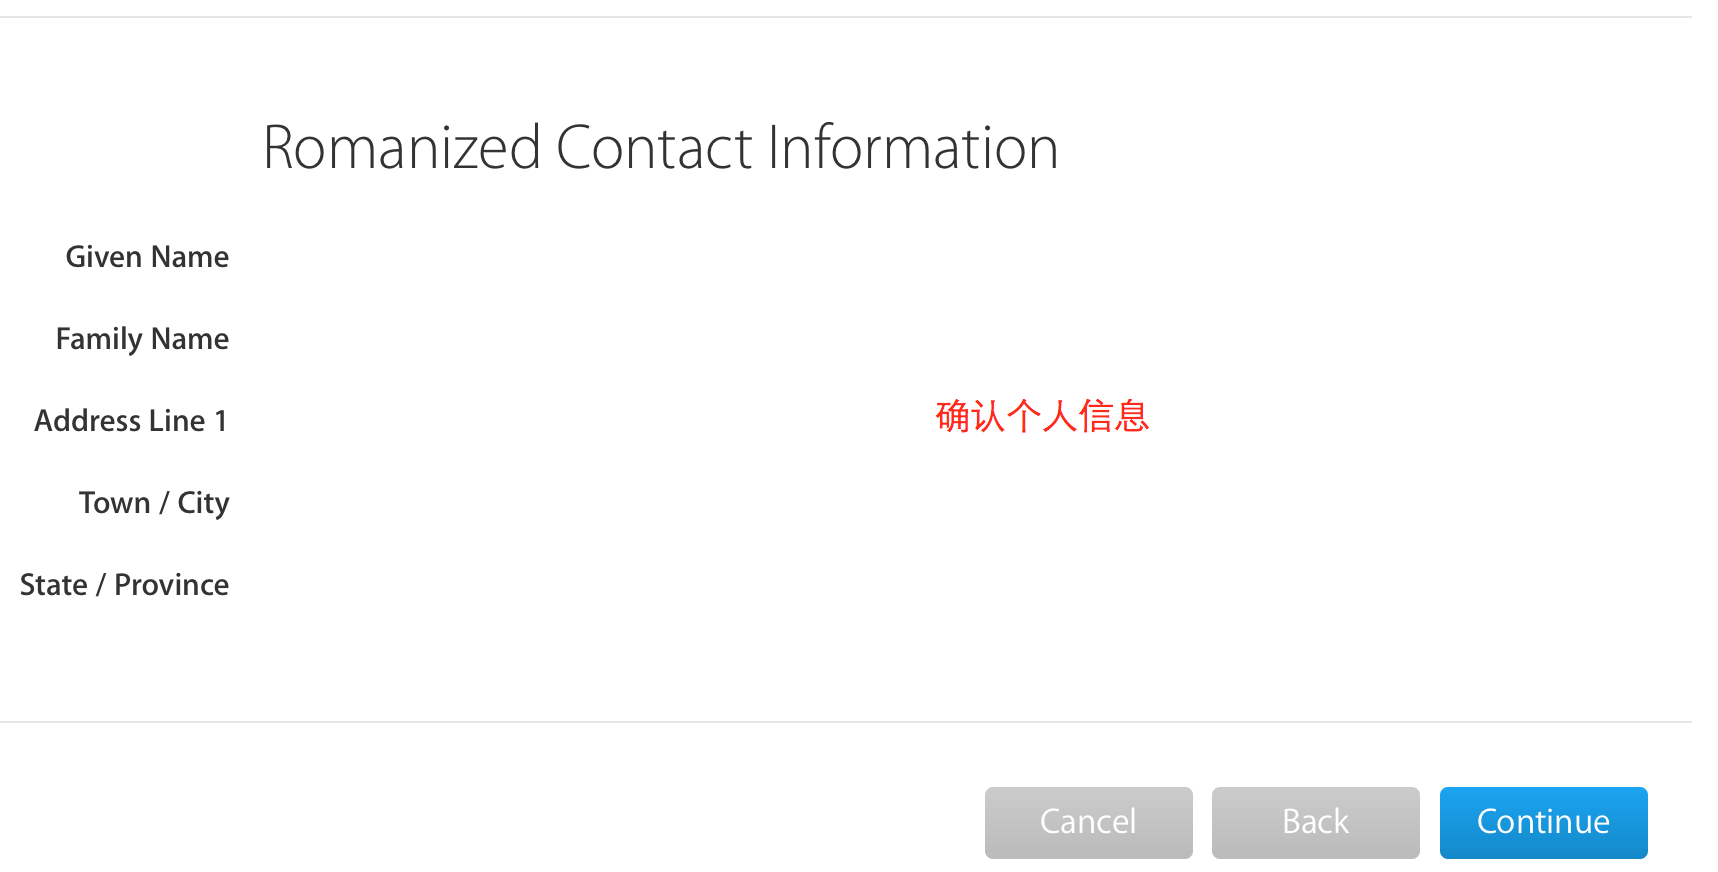 Romanized Contact Information
Given Name
Family Name
Address Line 1
确认个人信息
Town / City
State / Province
Cancel
Back
Continue